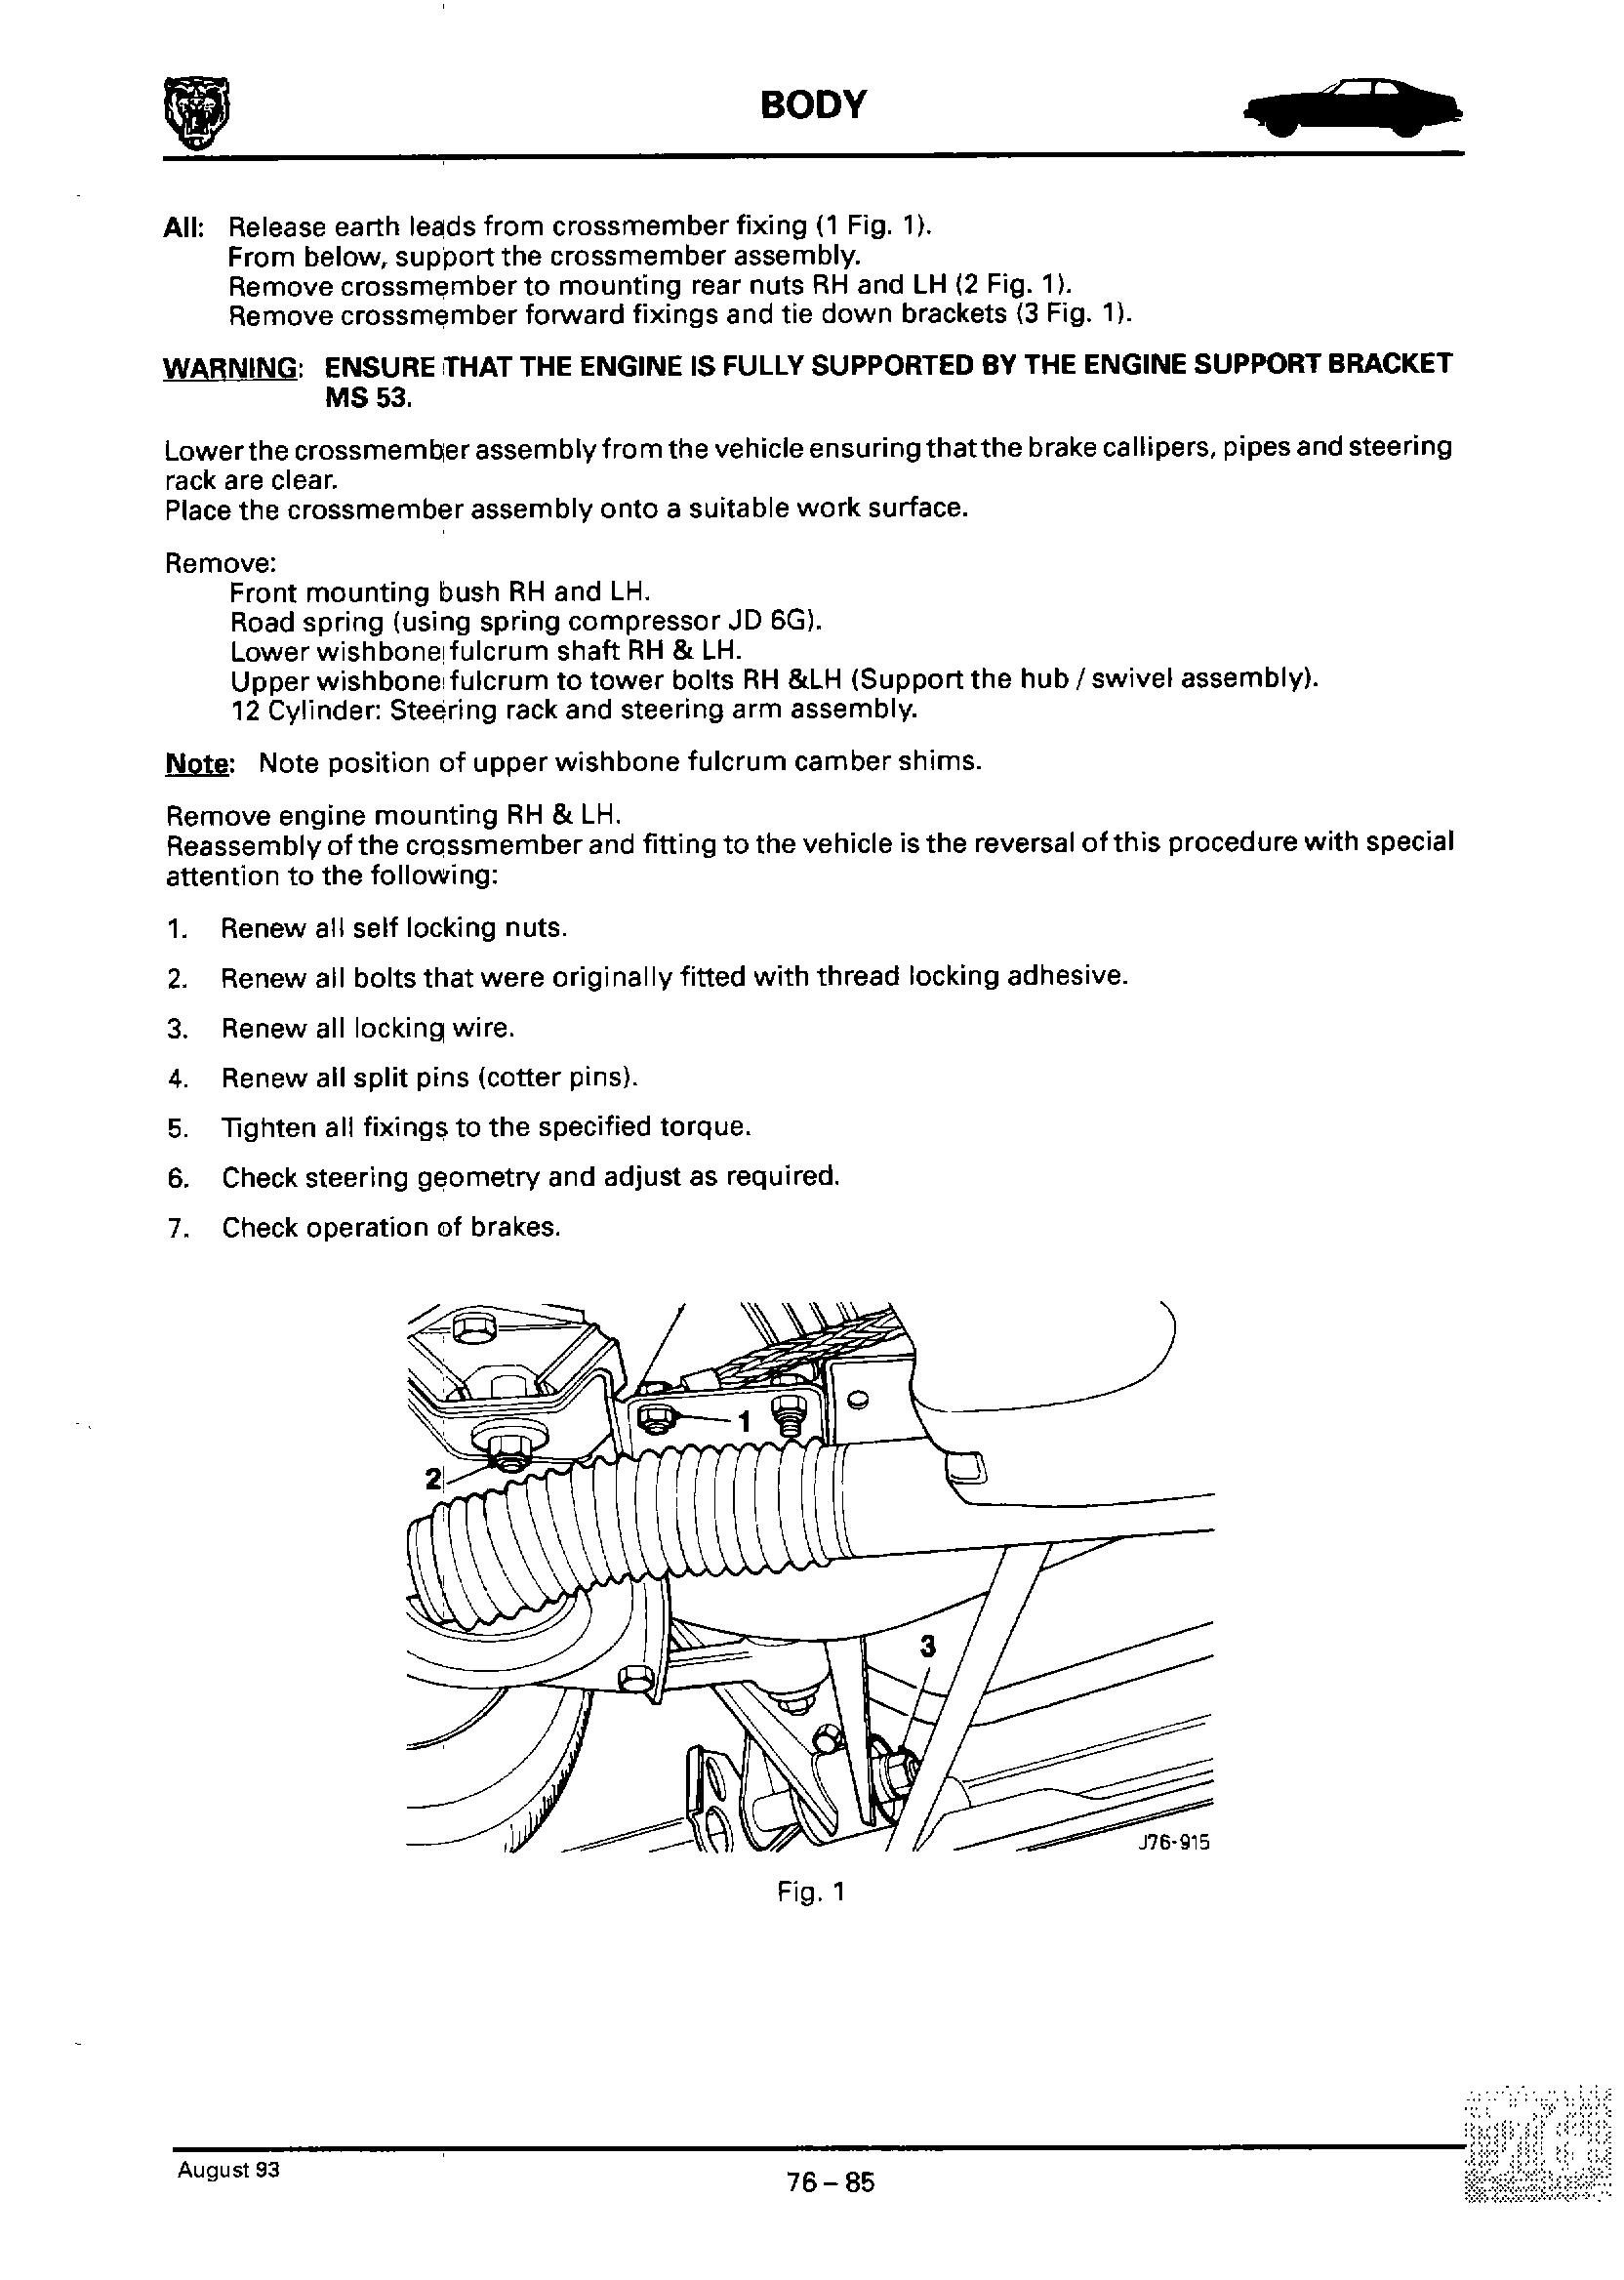 BODY
All: Release earth leads from crossmember fixing (1 Fig. 1).
From below, support the crossmember assembly.
Remove crossmember to mounting rear nuts RH and LH (2 Fig. 1).
Remove crossmember forward fixings and tie down brackets (3 Fig. 1).
WARNING: ENSURE THAT THE ENGINE IS FULLY SUPPORTED BY THE ENGINE SUPPORT BRACKET
MS 53.
Lower the crossmember assembly from the vehicle ensuring that the brake callipers, pipes and steering
rack are clear.
Place the crossmember assembly onto a suitable work surface.
Remove:
Front mounting bush RH and LH.
Road spring (using spring compressor JD 6G).
Lower wishbone fulcrum shaft RH & LH.
Upper wishbone fulcrum to tower bolts RH &LH (Support the hub / swivel assembly).
12 Cylinder: Steering rack and steering arm assembly.
Note: Note position of upper wishbone fulcrum camber shims.
Remove engine mounting RH & LH.
Reassembly of the crossmember and fitting to the vehicle is the reversal of this procedure with special
attention to the following:
1. Renew all self locking nuts.
2. Renew all bolts that were originally fitted with thread locking adhesive.
3. Renew all locking wire.
4. Renew all split pins (cotter pins).
5. Tighten all fixings to the specified torque.
6. Check steering geometry and adjust as required.
7. Check operation of brakes.
1
2
3
J76-915
Fig. 1
August 93
76 – 85